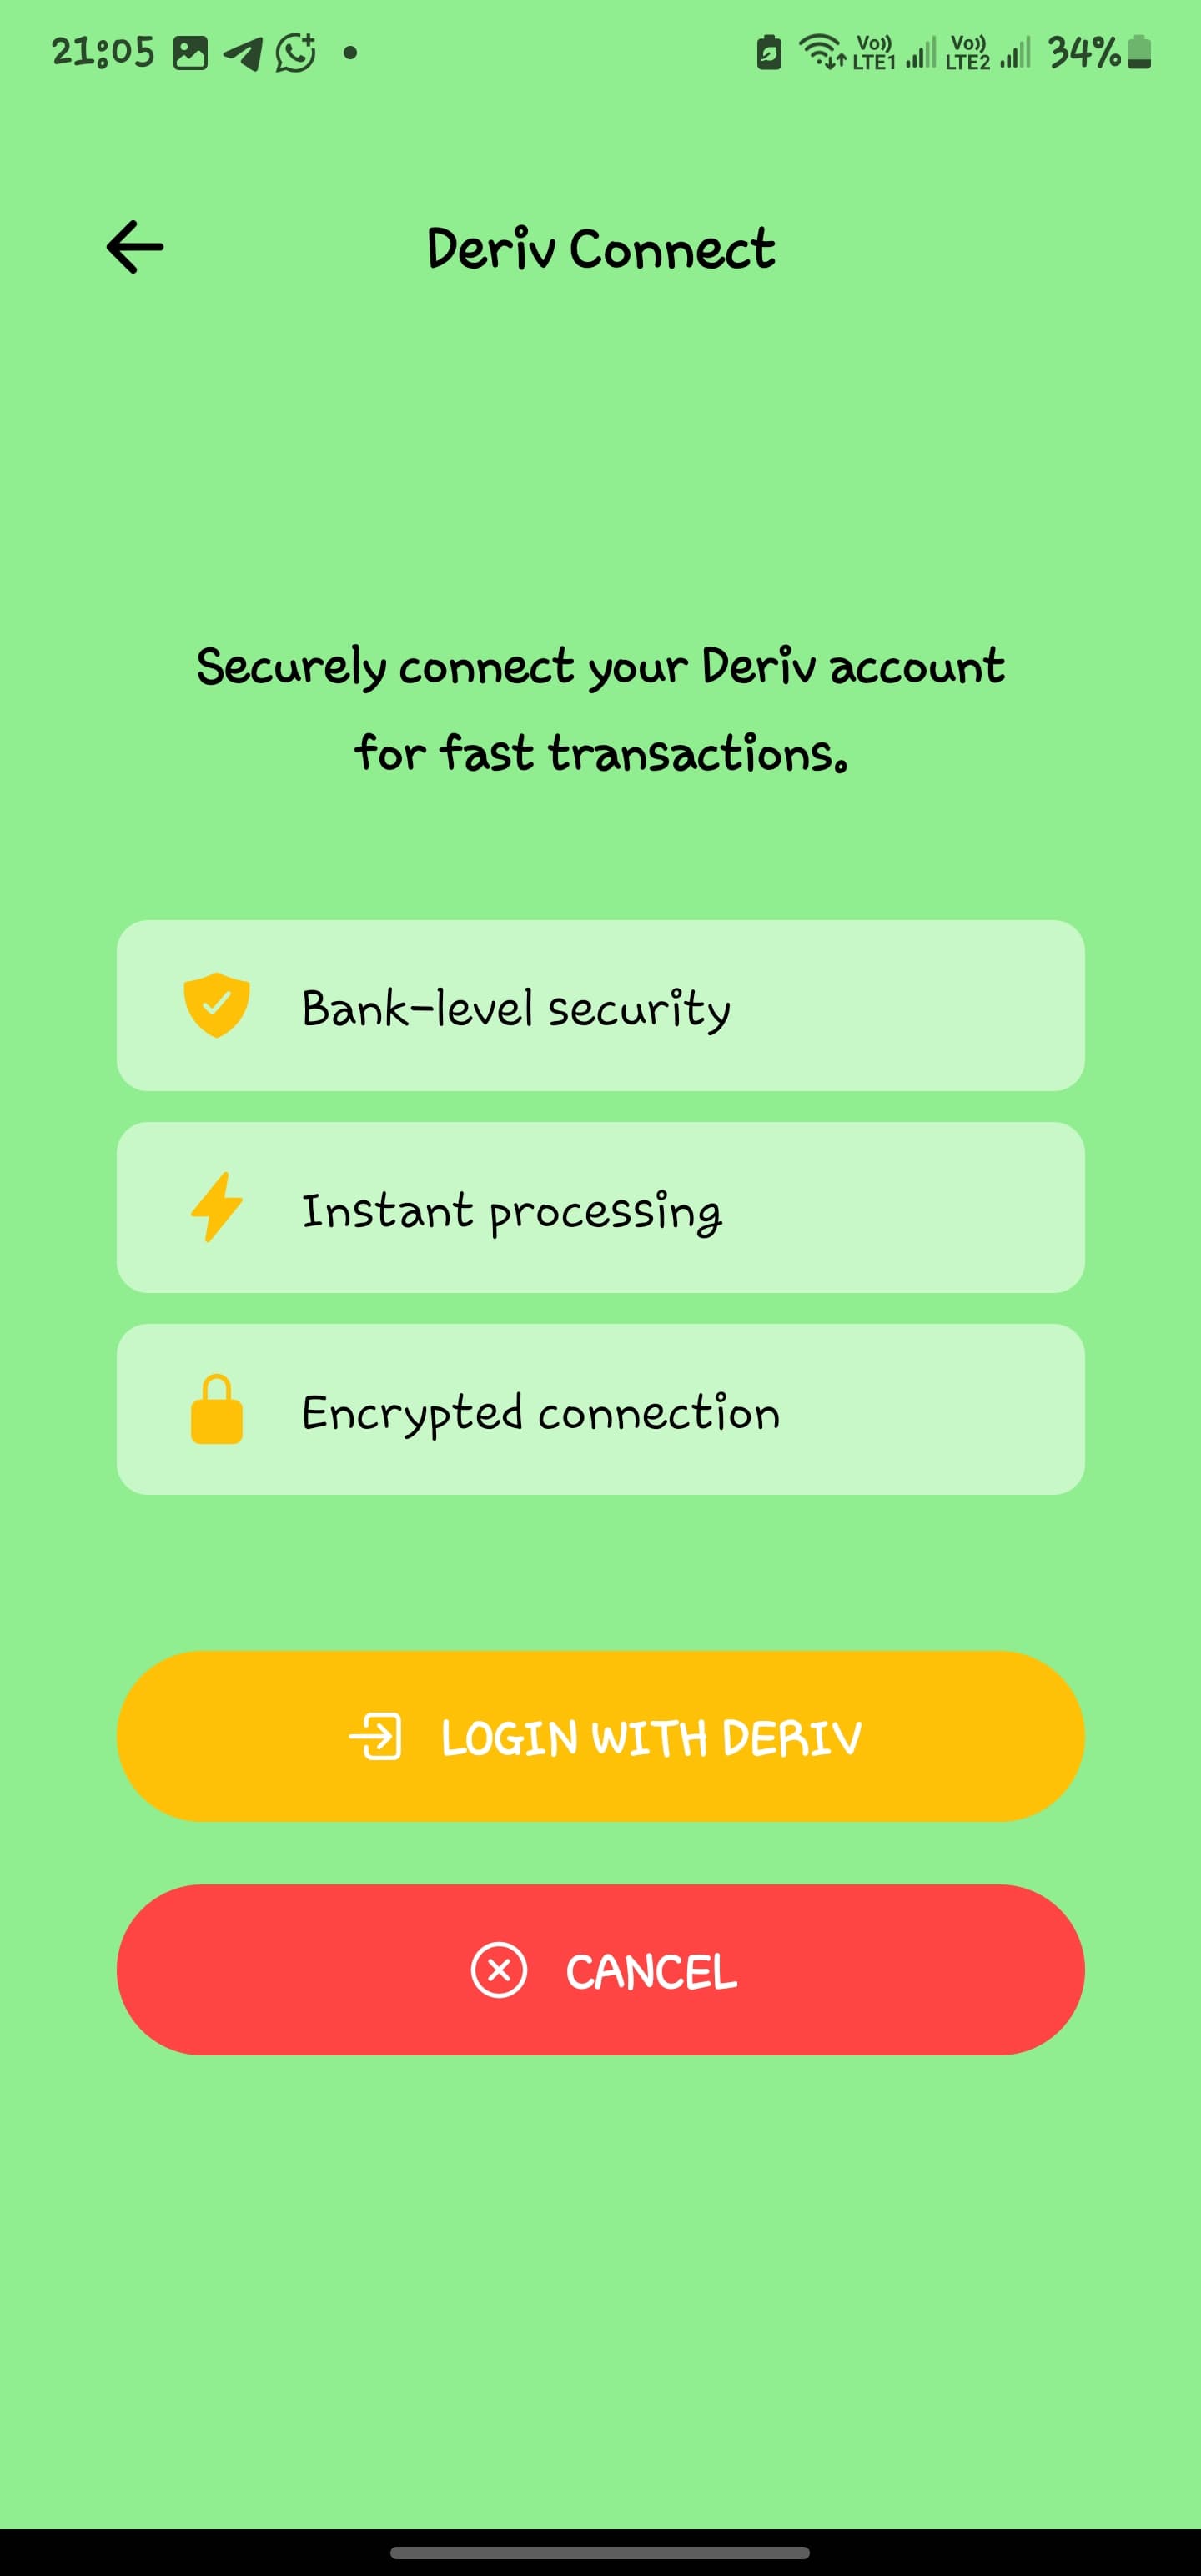 21:05
Vo)) LTE1 Vo)) LTE2 34%
Deriv Connect
Securely connect your Deriv account
for fast transactions.
Bank-level security
Instant processing
Encrypted connection
LOGIN WITH DERIV
CANCEL